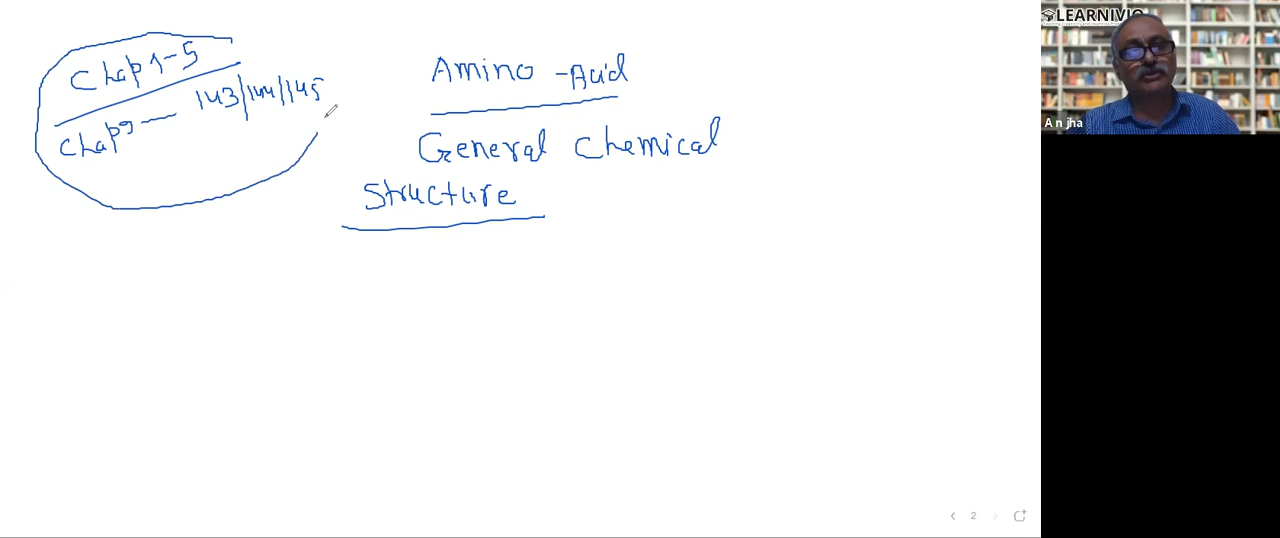 Chap 1-5
Chap 9 — 143/144/145
Amino - Acid
General Chemical
Structure
LEARNIVIO
A n jha
2